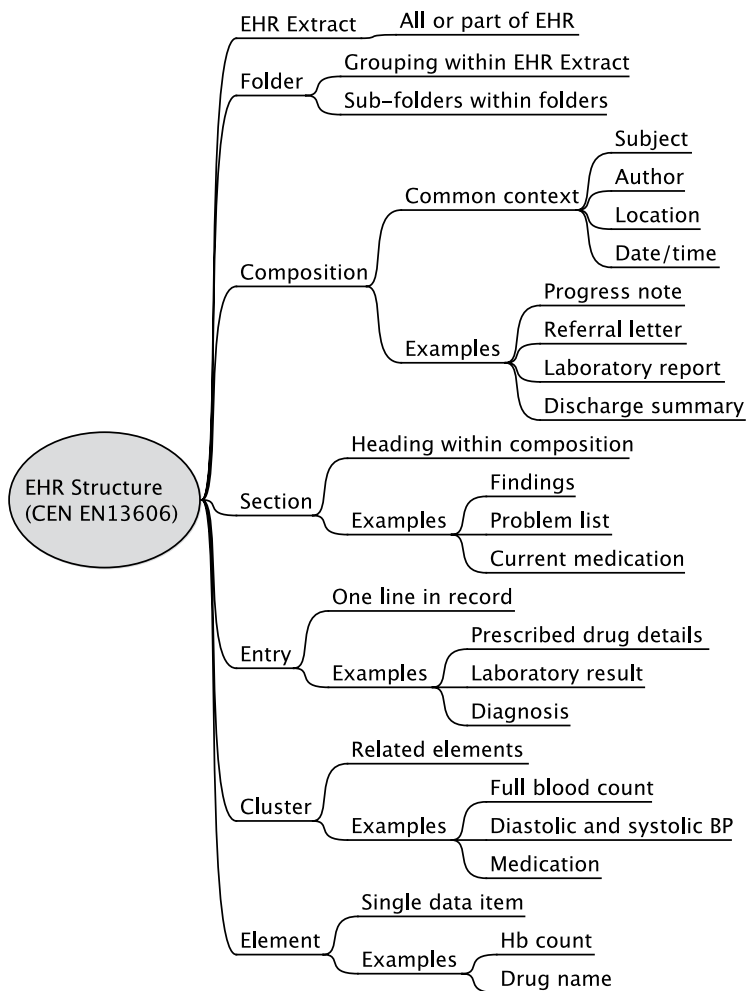 EHR Structure
(CEN EN13606)
EHR Extract
All or part of EHR
Folder
Grouping within EHR Extract
Sub-folders within folders
Composition
Common context
Subject
Author
Location
Date/time
Examples
Progress note
Referral letter
Laboratory report
Discharge summary
Section
Heading within composition
Examples
Findings
Problem list
Current medication
Entry
One line in record
Examples
Prescribed drug details
Laboratory result
Diagnosis
Cluster
Related elements
Examples
Full blood count
Diastolic and systolic BP
Medication
Element
Single data item
Examples
Hb count
Drug name